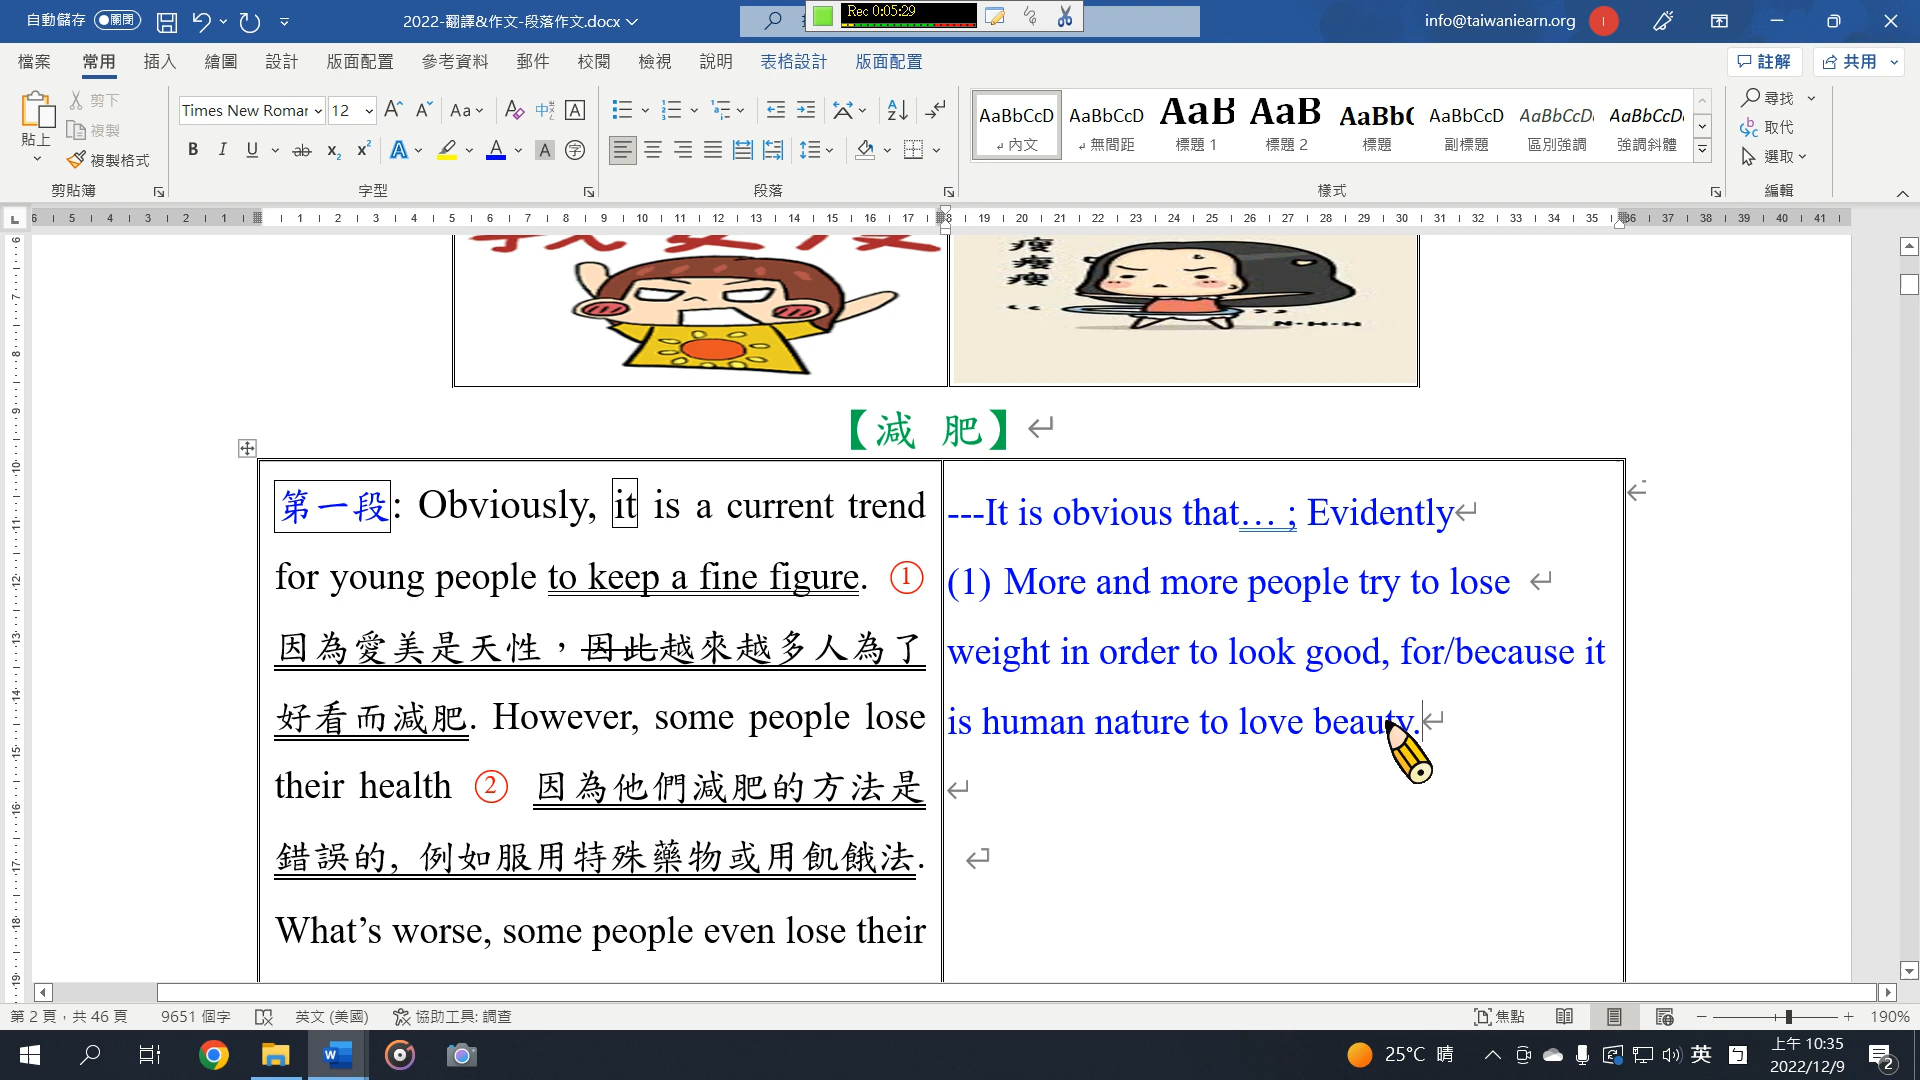 自動儲存 關閉 2022-翻譯&作文-段落作文.docx Rec 0:05:29 info@taiwaniearn.org I
檔案 常用 插入 繪圖 設計 版面配置 參考資料 郵件 校閱 檢視 說明 表格設計 版面配置 註解 共用
貼上 剪下 複製 複製格式 剪貼簿
Times New Roman 12 Aa 字型
段落
AaBbCcD AaBbCcD AaB AaB AaBb( AaBbCcD AaBbCcD AaBbCcD
內文 無間距 標題 1 標題 2 標題 副標題 區別強調 強調斜體
樣式
尋找 取代 選取 編輯
瘦瘦瘦
【減 肥】
第一段: Obviously, it is a current trend
for young people to keep a fine figure. ①
因為愛美是天性，因此越來越多人為了
好看而減肥. However, some people lose
their health ② 因為他們減肥的方法是
錯誤的, 例如服用特殊藥物或用飢餓法.
What’s worse, some people even lose their
---It is obvious that… ; Evidently
(1) More and more people try to lose
weight in order to look good, for/because it
is human nature to love beauty.
第 2 頁，共 46 頁 9651 個字 英文 (美國) 協助工具: 調查 焦點 190%
25°C 晴 英 上午 10:35
2022/12/9 2